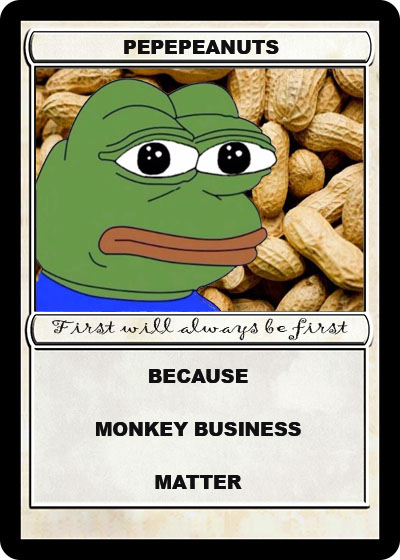 PEPEPEANUTS
First will always be first
BECAUSE
MONKEY BUSINESS
MATTER